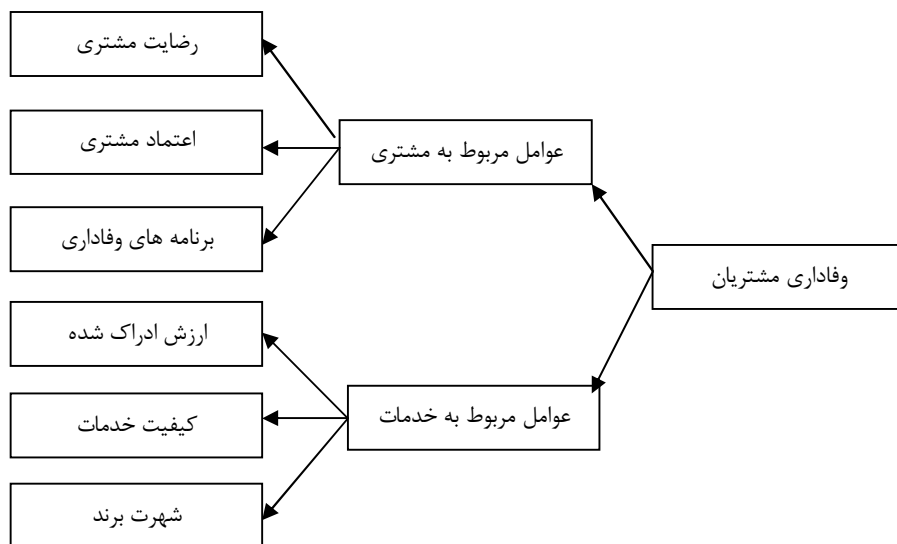 وفاداری مشتریان
عوامل مربوط به مشتری
رضایت مشتری
اعتماد مشتری
برنامه های وفاداری
عوامل مربوط به خدمات
ارزش ادراک شده
کیفیت خدمات
شهرت برند